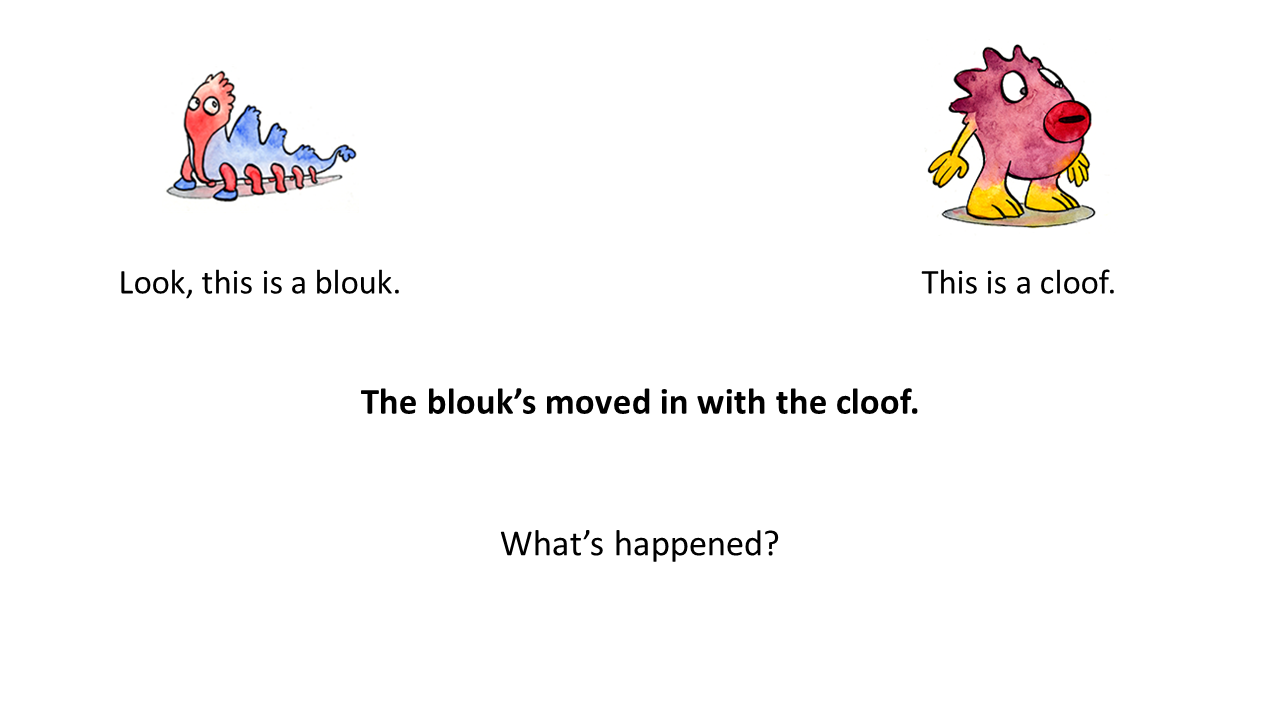 Look, this is a blouk.
This is a cloof.
The blouk’s moved in with the cloof.
What’s happened?